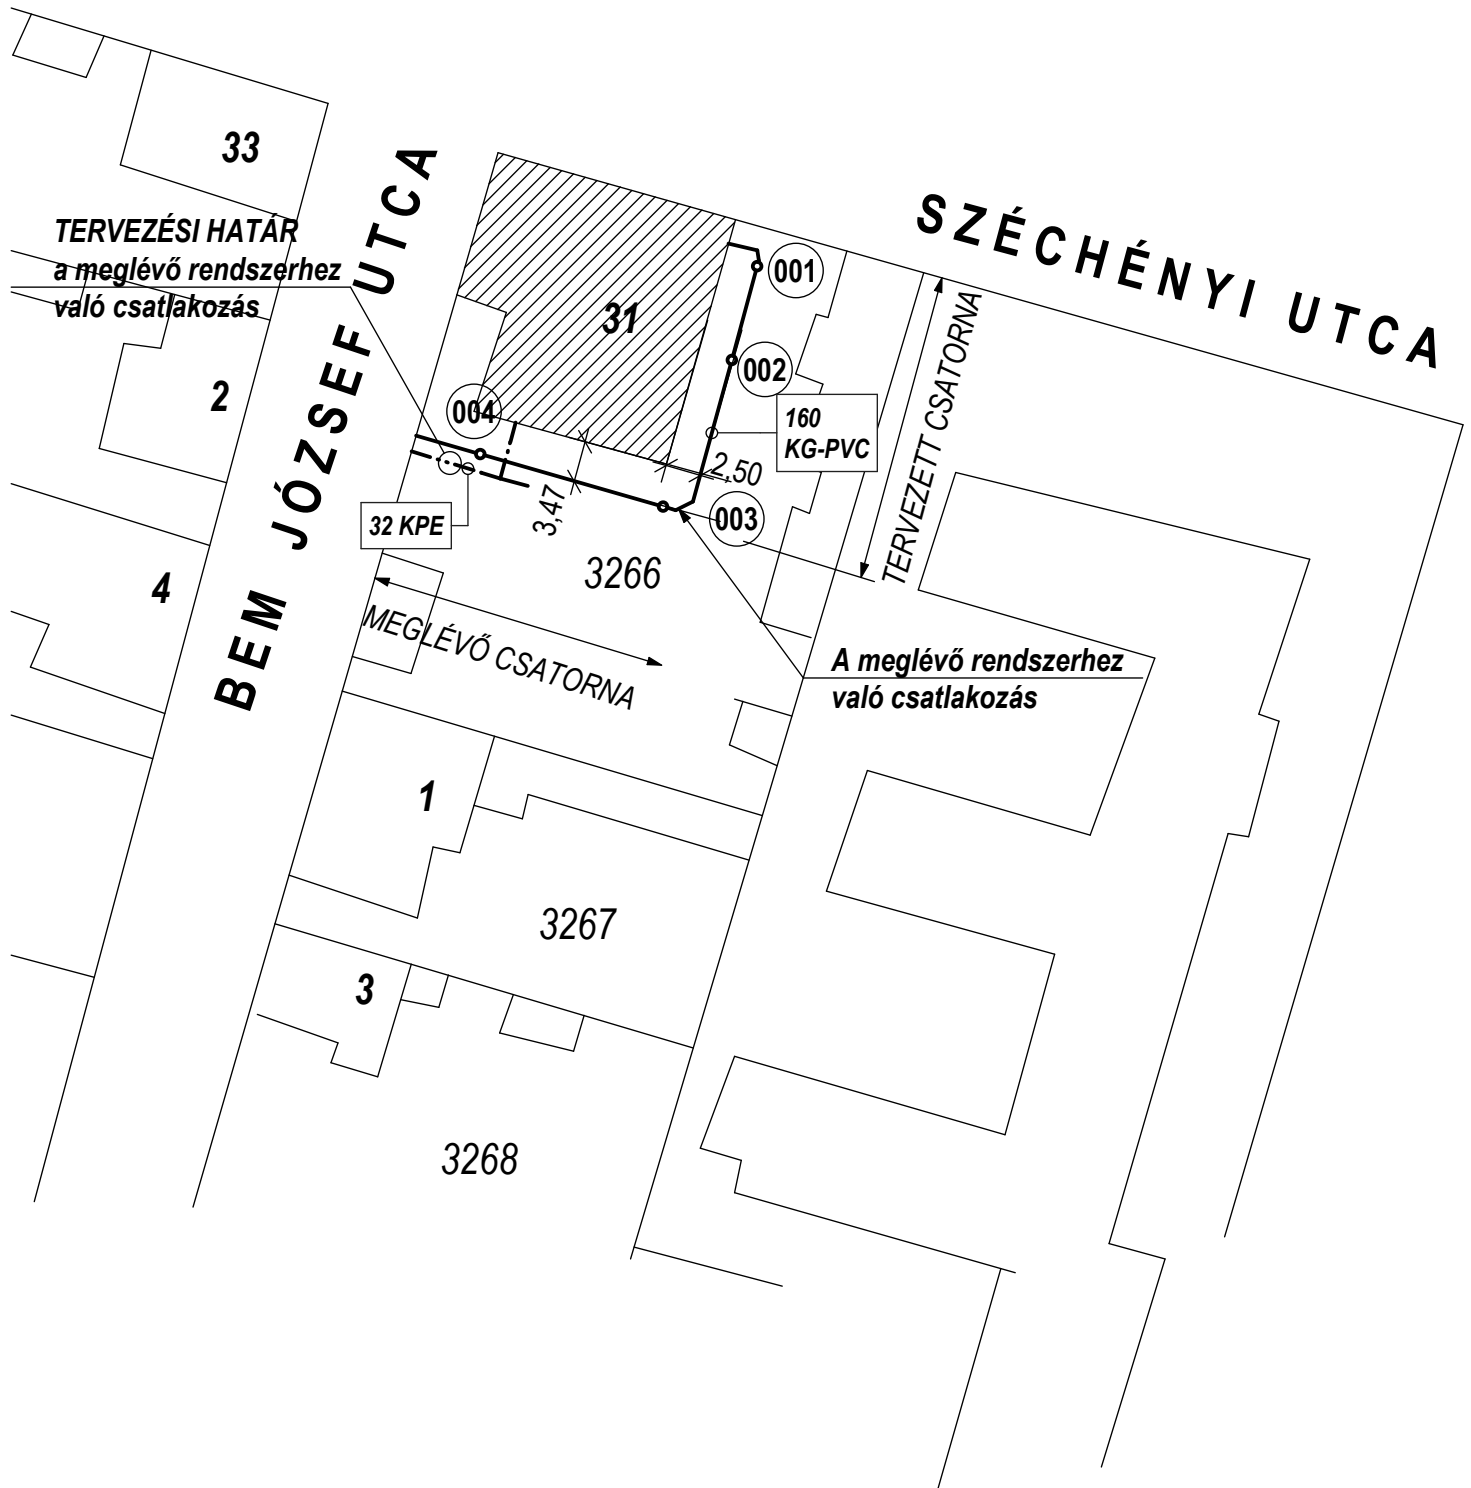 33
TERVEZÉSI HATÁR
a meglévő rendszerhez
való csatlakozás
BEM JÓZSEF UTCA
SZÉCHÉNYI UTCA
001
31
002
TERVEZETT CSATORNA
2
004
160
KG-PVC
2,50
32 KPE
3,47
003
3266
4
MEGLÉVŐ CSATORNA
A meglévő rendszerhez
való csatlakozás
1
3267
3
3268